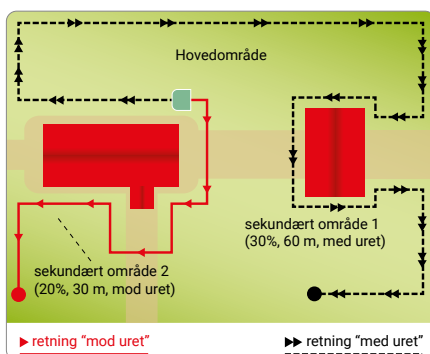 Hovedområde
sekundært område 1
(30%, 60 m, med uret)
sekundært område 2
(20%, 30 m, mod uret)
retning “mod uret”
retning “med uret”